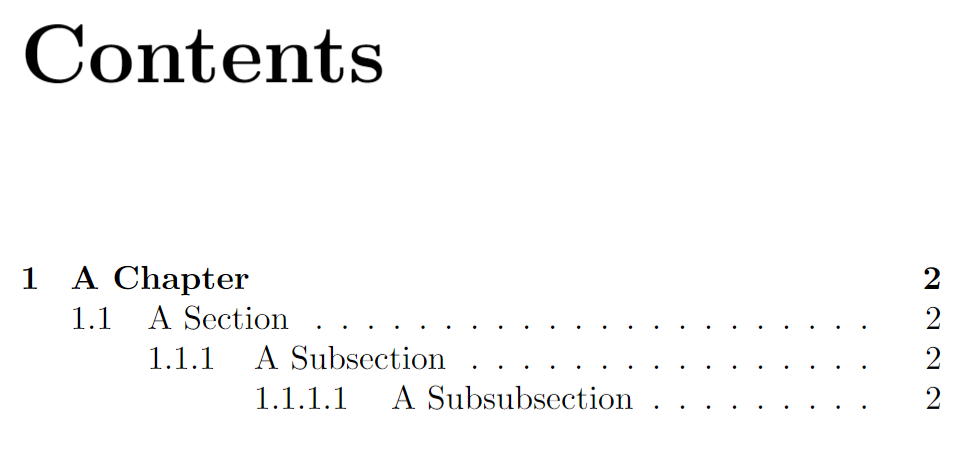 Contents
1 A Chapter 2
1.1 A Section . . . . . . . . . . . . . . . . . . . . . . 2
1.1.1 A Subsection . . . . . . . . . . . . . . . . 2
1.1.1.1 A Subsubsection . . . . . . . . . 2